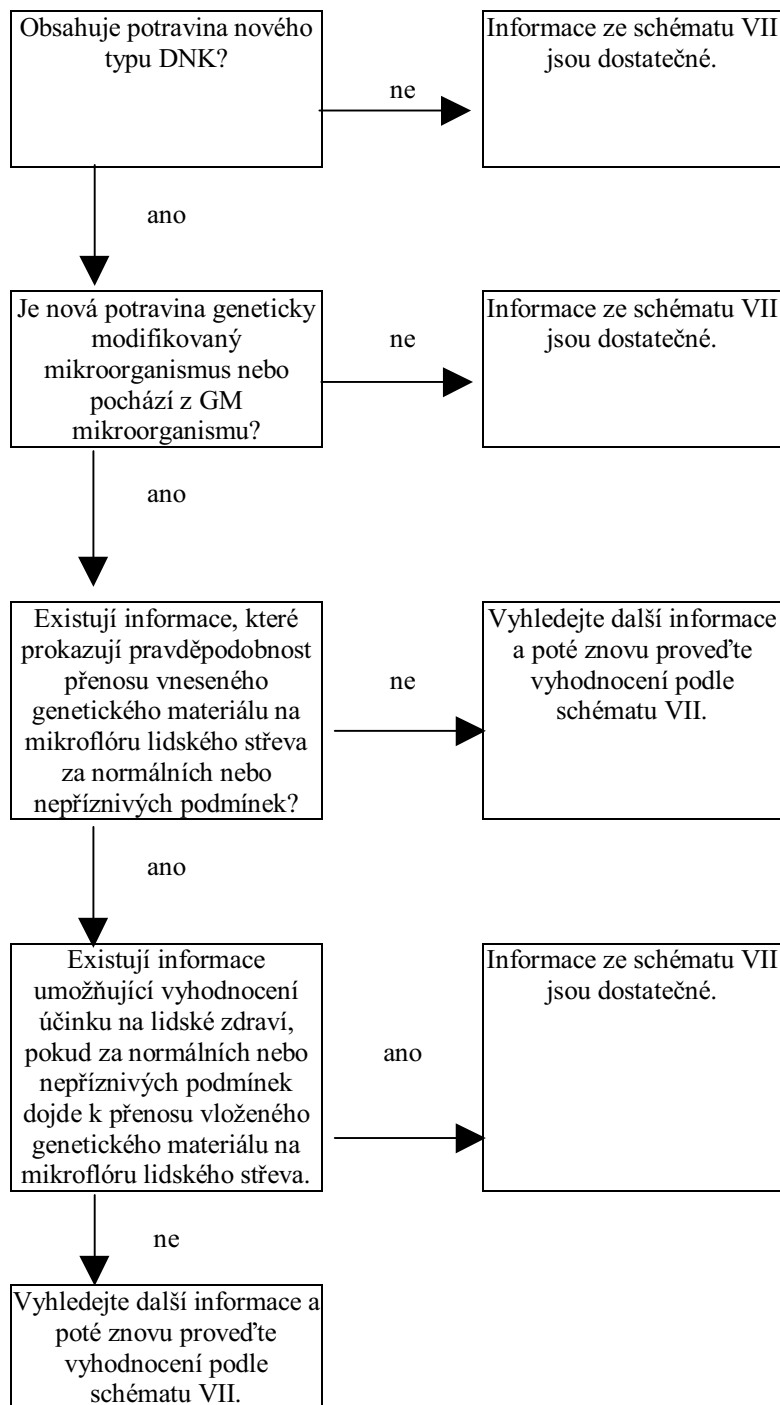 Obsahuje potravina nového
typu DNK?
ne
Informace ze schématu VII
jsou dostatečné.
ano
Je nová potravina geneticky
modifikovaný
mikroorganismus nebo
pochází z GM
mikroorganismu?
ne
Informace ze schématu VII
jsou dostatečné.
ano
Existují informace, které
prokazují pravděpodobnost
přenosu vneseného
genetického materiálu na
mikroflóru lidského střeva
za normálních nebo
nepříznivých podmínek?
ne
Vyhledejte další informace
a poté znovu proveďte
vyhodnocení podle
schématu VII.
ano
Existují informace
umožňující vyhodnocení
účinku na lidské zdraví,
pokud za normálních nebo
nepříznivých podmínek
dojde k přenosu vloženého
genetického materiálu na
mikroflóru lidského střeva.
ano
Informace ze schématu VII
jsou dostatečné.
ne
Vyhledejte další informace a
poté znovu proveďte
vyhodnocení podle
schématu VII.